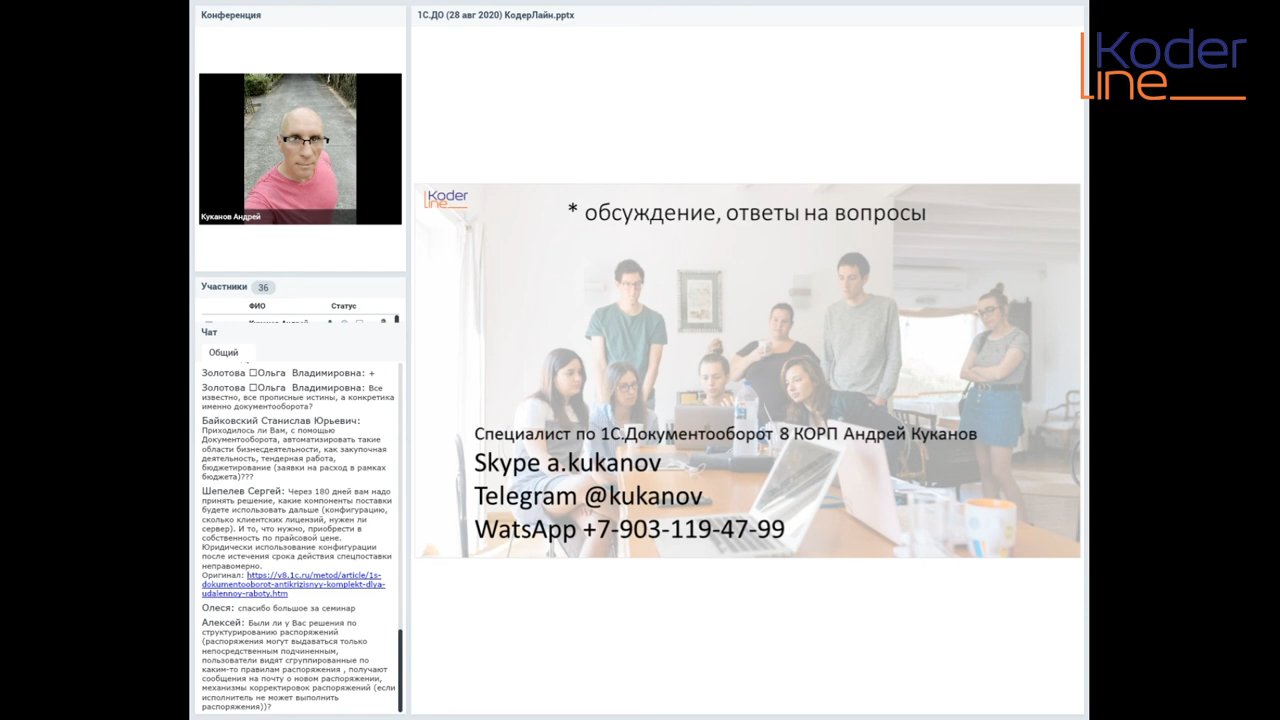 Конференция
Куканов Андрей
Участники 36
ФИО Статус
Чат
Общий
Золотова □Ольга Владимировна: +
Золотова □Ольга Владимировна: Все
известно, все прописные истины, а конкретика
именно документооборота?
Байковский Станислав Юрьевич:
Приходилось ли Вам, с помощью
Документооборота, автоматизировать такие
области бизнесдеятельности, как закупочная
деятельность, тендерная работа,
бюджетирование (заявки на расход в рамках
бюджета)???
Шепелев Сергей: Через 180 дней вам надо
принять решение, какие компоненты поставки
будете использовать дальше (конфигурацию,
сколько клиентских лицензий, нужен ли
сервер). И то, что нужно, приобрести в
собственность по прайсовой цене.
Юридически использование конфигурации
после истечения срока действия спецпоставки
неправомерно.
Оригинал: https://v8.1c.ru/metod/article/1s-
dokumentooborot-antikrizisnyy-komplekt-dlya-
udalennoy-raboty.htm
Олеся: спасибо большое за семинар
Алексей: Были ли у Вас решения по
структурированию распоряжений
(распоряжения могут выдаваться только
непосредственным подчиненным,
пользователи видят сгруппированные по
каким-то правилам распоряжения , получают
сообщения на почту о новом распоряжении,
механизмы корректировок распоряжений (если
исполнитель не может выполнить
распоряжения))?
1С.ДО (28 авг 2020) КодерЛайн.pptx
Koder
Line
Koder
Line
* обсуждение, ответы на вопросы
Специалист по 1С.Документооборот 8 КОРП Андрей Куканов
Skype a.kukanov
Telegram @kukanov
WatsApp +7-903-119-47-99